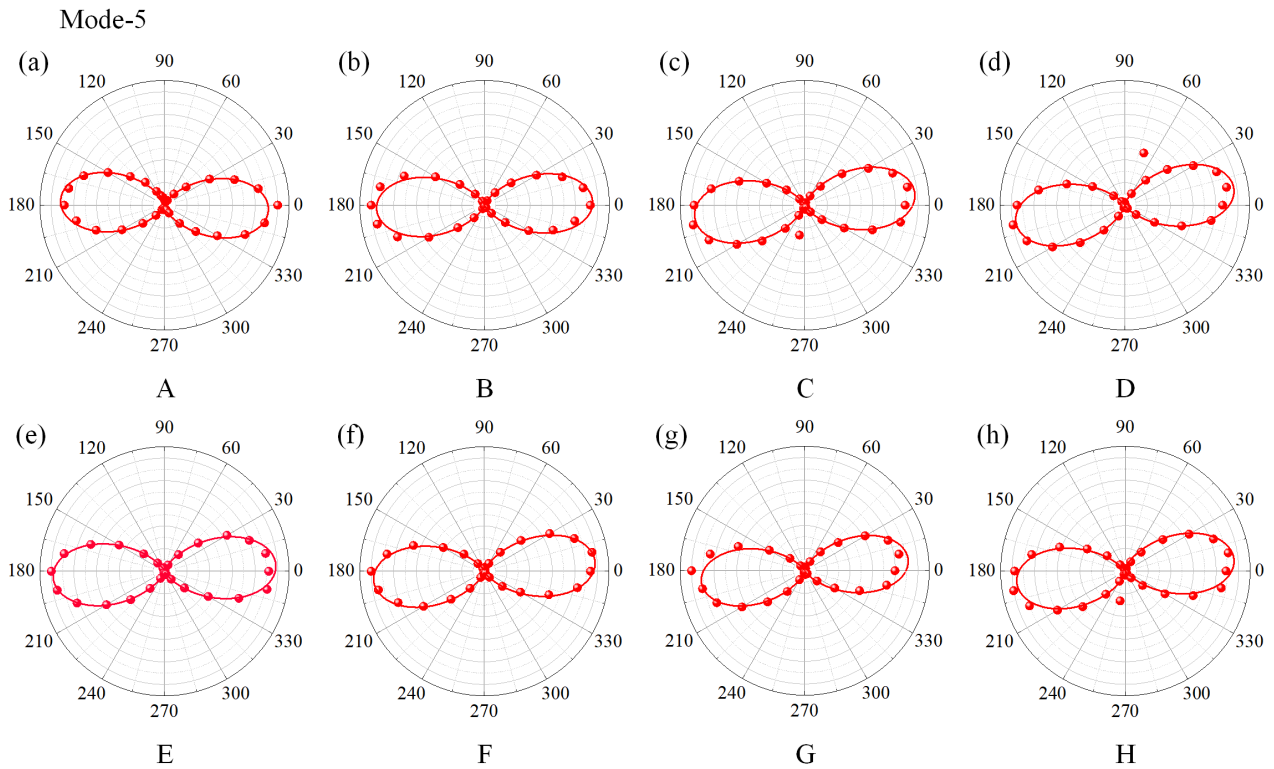 Mode-5
(a) (b) (c) (d)
90 90 90 90
120 60 120 60 120 60 120 60
150 30 150 30 150 30 150 30
180 0 180 0 180 0 180 0
210 330 210 330 210 330 210 330
240 300 240 300 240 300 240 300
270 270 270 270
A B C D
(e) (f) (g) (h)
90 90 90 90
120 60 120 60 120 60 120 60
150 30 150 30 150 30 150 30
180 0 180 0 180 0 180 0
210 330 210 330 210 330 210 330
240 300 240 300 240 300 240 300
270 270 270 270
E F G H